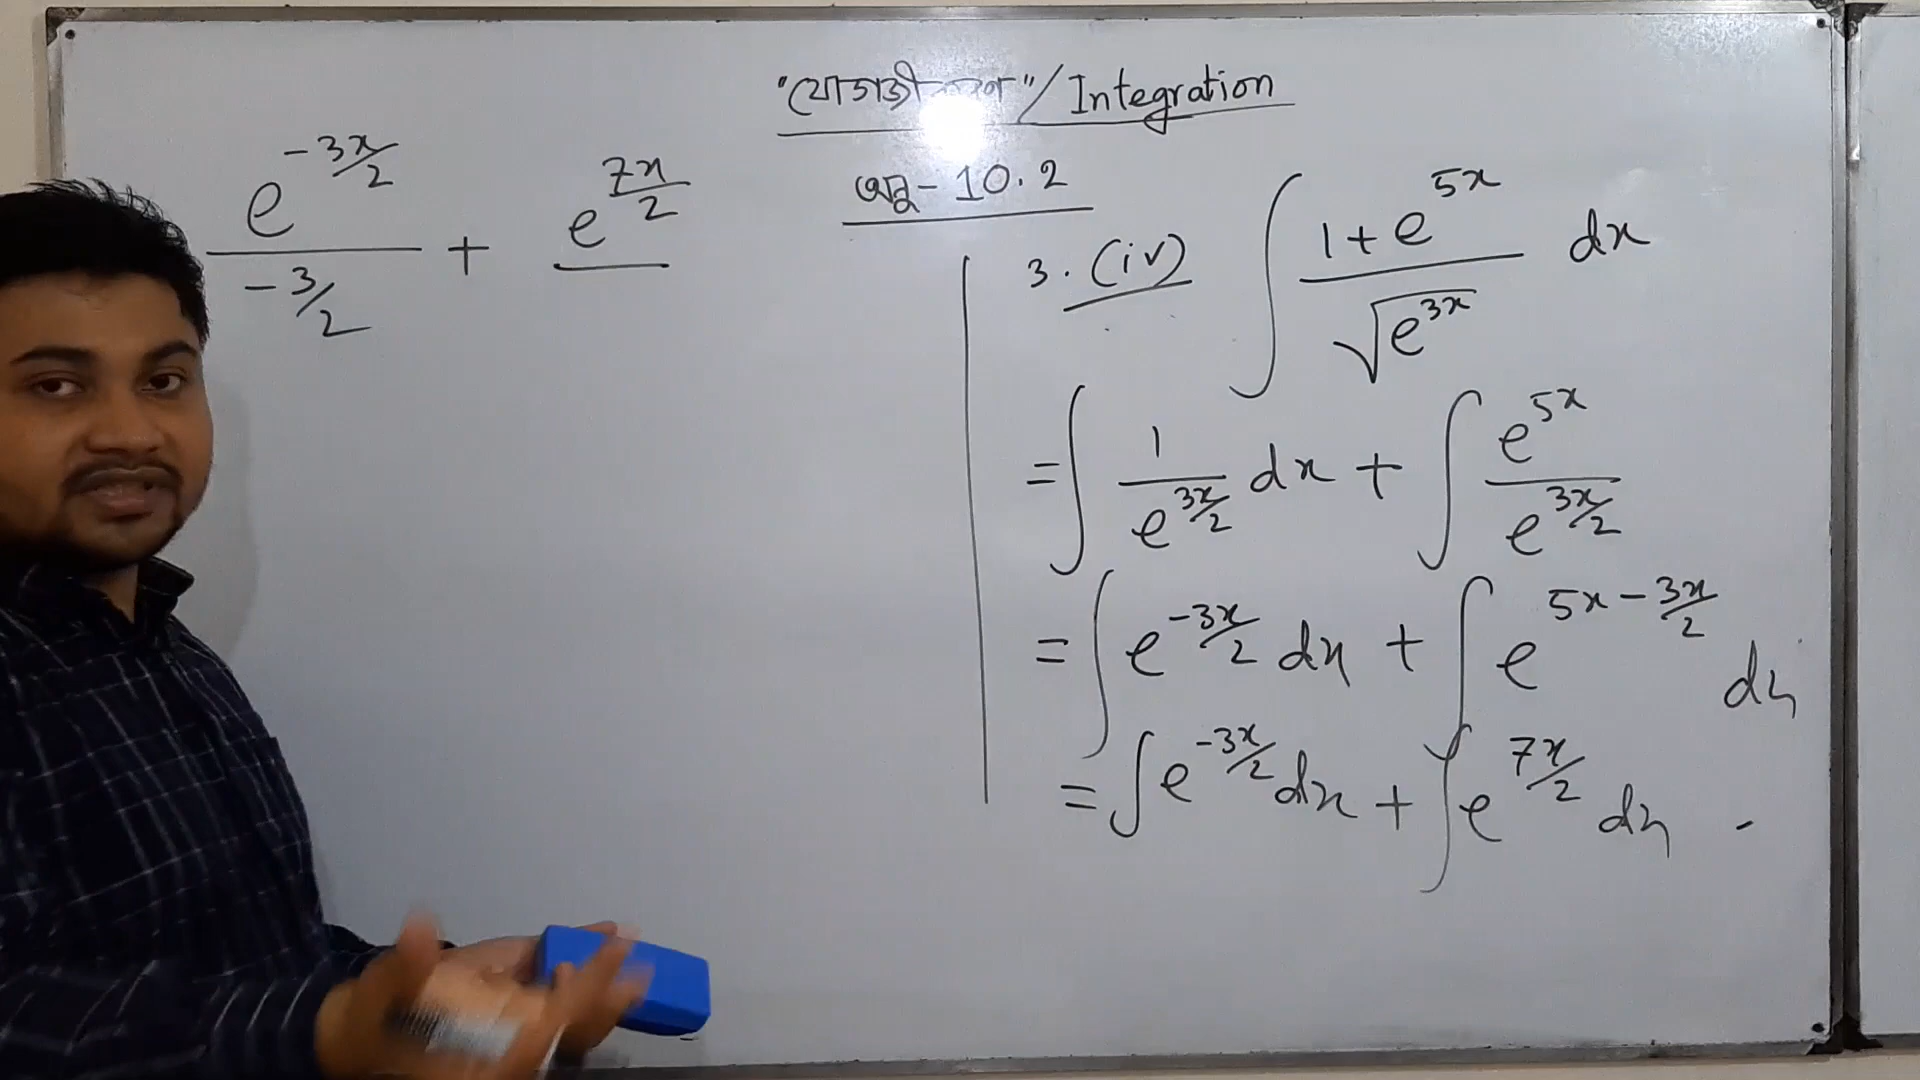 "যোগজীকরণ" / Integration
অনু - 10.2
3. (iv) ∫ (1 + e^{5x}) / √(e^{3x}) dx
= ∫ 1 / e^{3x/2} dx + ∫ e^{5x} / e^{3x/2}
= ∫ e^{-3x/2} dx + ∫ e^{5x - 3x/2} dx
= ∫ e^{-3x/2} dx + ∫ e^{7x/2} dx
e^{-3x/2} / (-3/2) + e^{7x/2}